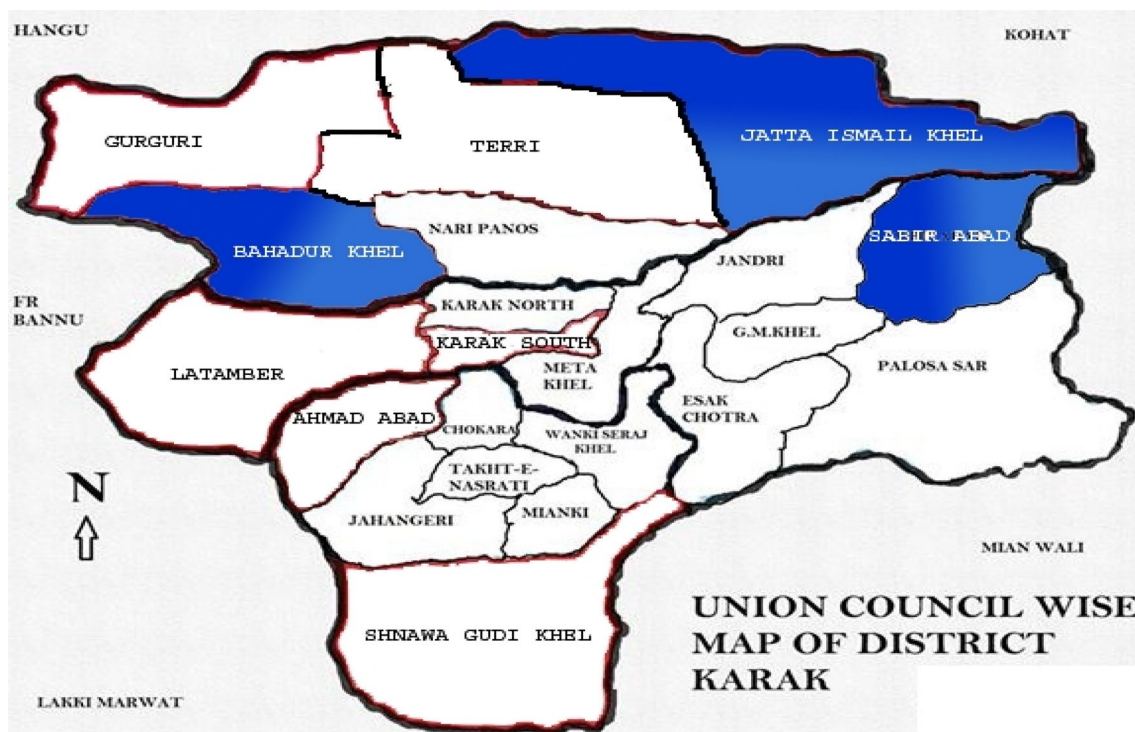 HANGU
KOHAT
GURGURI
TERRI
JATTA ISMAIL KHEL
BAHADUR KHEL
NARI PANOS
SABIR ABAD
JANDRI
FR
BANNU
KARAK NORTH
G.M.KHEL
KARAK SOUTH
LATAMBER
META
KHEL
PALOSA SAR
ESAK
CHOTRA
AHMAD ABAD
CHOKARA
WANKI SERAJ
KHEL
TAKHT-E-
NASRATI
N
JAHANGERI
MIANKI
MIAN WALI
SHNAWA GUDI KHEL
UNION COUNCIL WISE
MAP OF DISTRICT
KARAK
LAKKI MARWAT